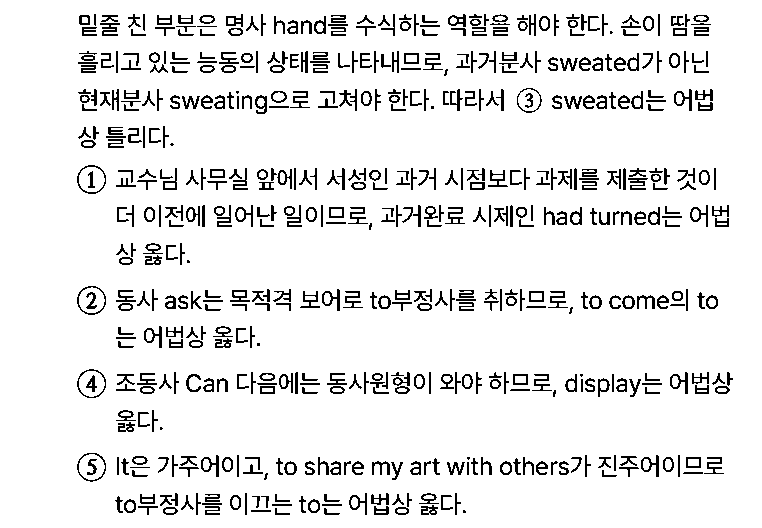 밑줄 친 부분은 명사 hand를 수식하는 역할을 해야 한다. 손이 땀을
흘리고 있는 능동의 상태를 나타내므로, 과거분사 sweated가 아닌
현재분사 sweating으로 고쳐야 한다. 따라서 ③ sweated는 어법
상 틀리다.
① 교수님 사무실 앞에서 서성인 과거 시점보다 과제를 제출한 것이
더 이전에 일어난 일이므로, 과거완료 시제인 had turned는 어법
상 옳다.
② 동사 ask는 목적격 보어로 to부정사를 취하므로, to come의 to
는 어법상 옳다.
④ 조동사 Can 다음에는 동사원형이 와야 하므로, display는 어법상
옳다.
⑤ It은 가주어이고, to share my art with others가 진주어이므로
to부정사를 이끄는 to는 어법상 옳다.